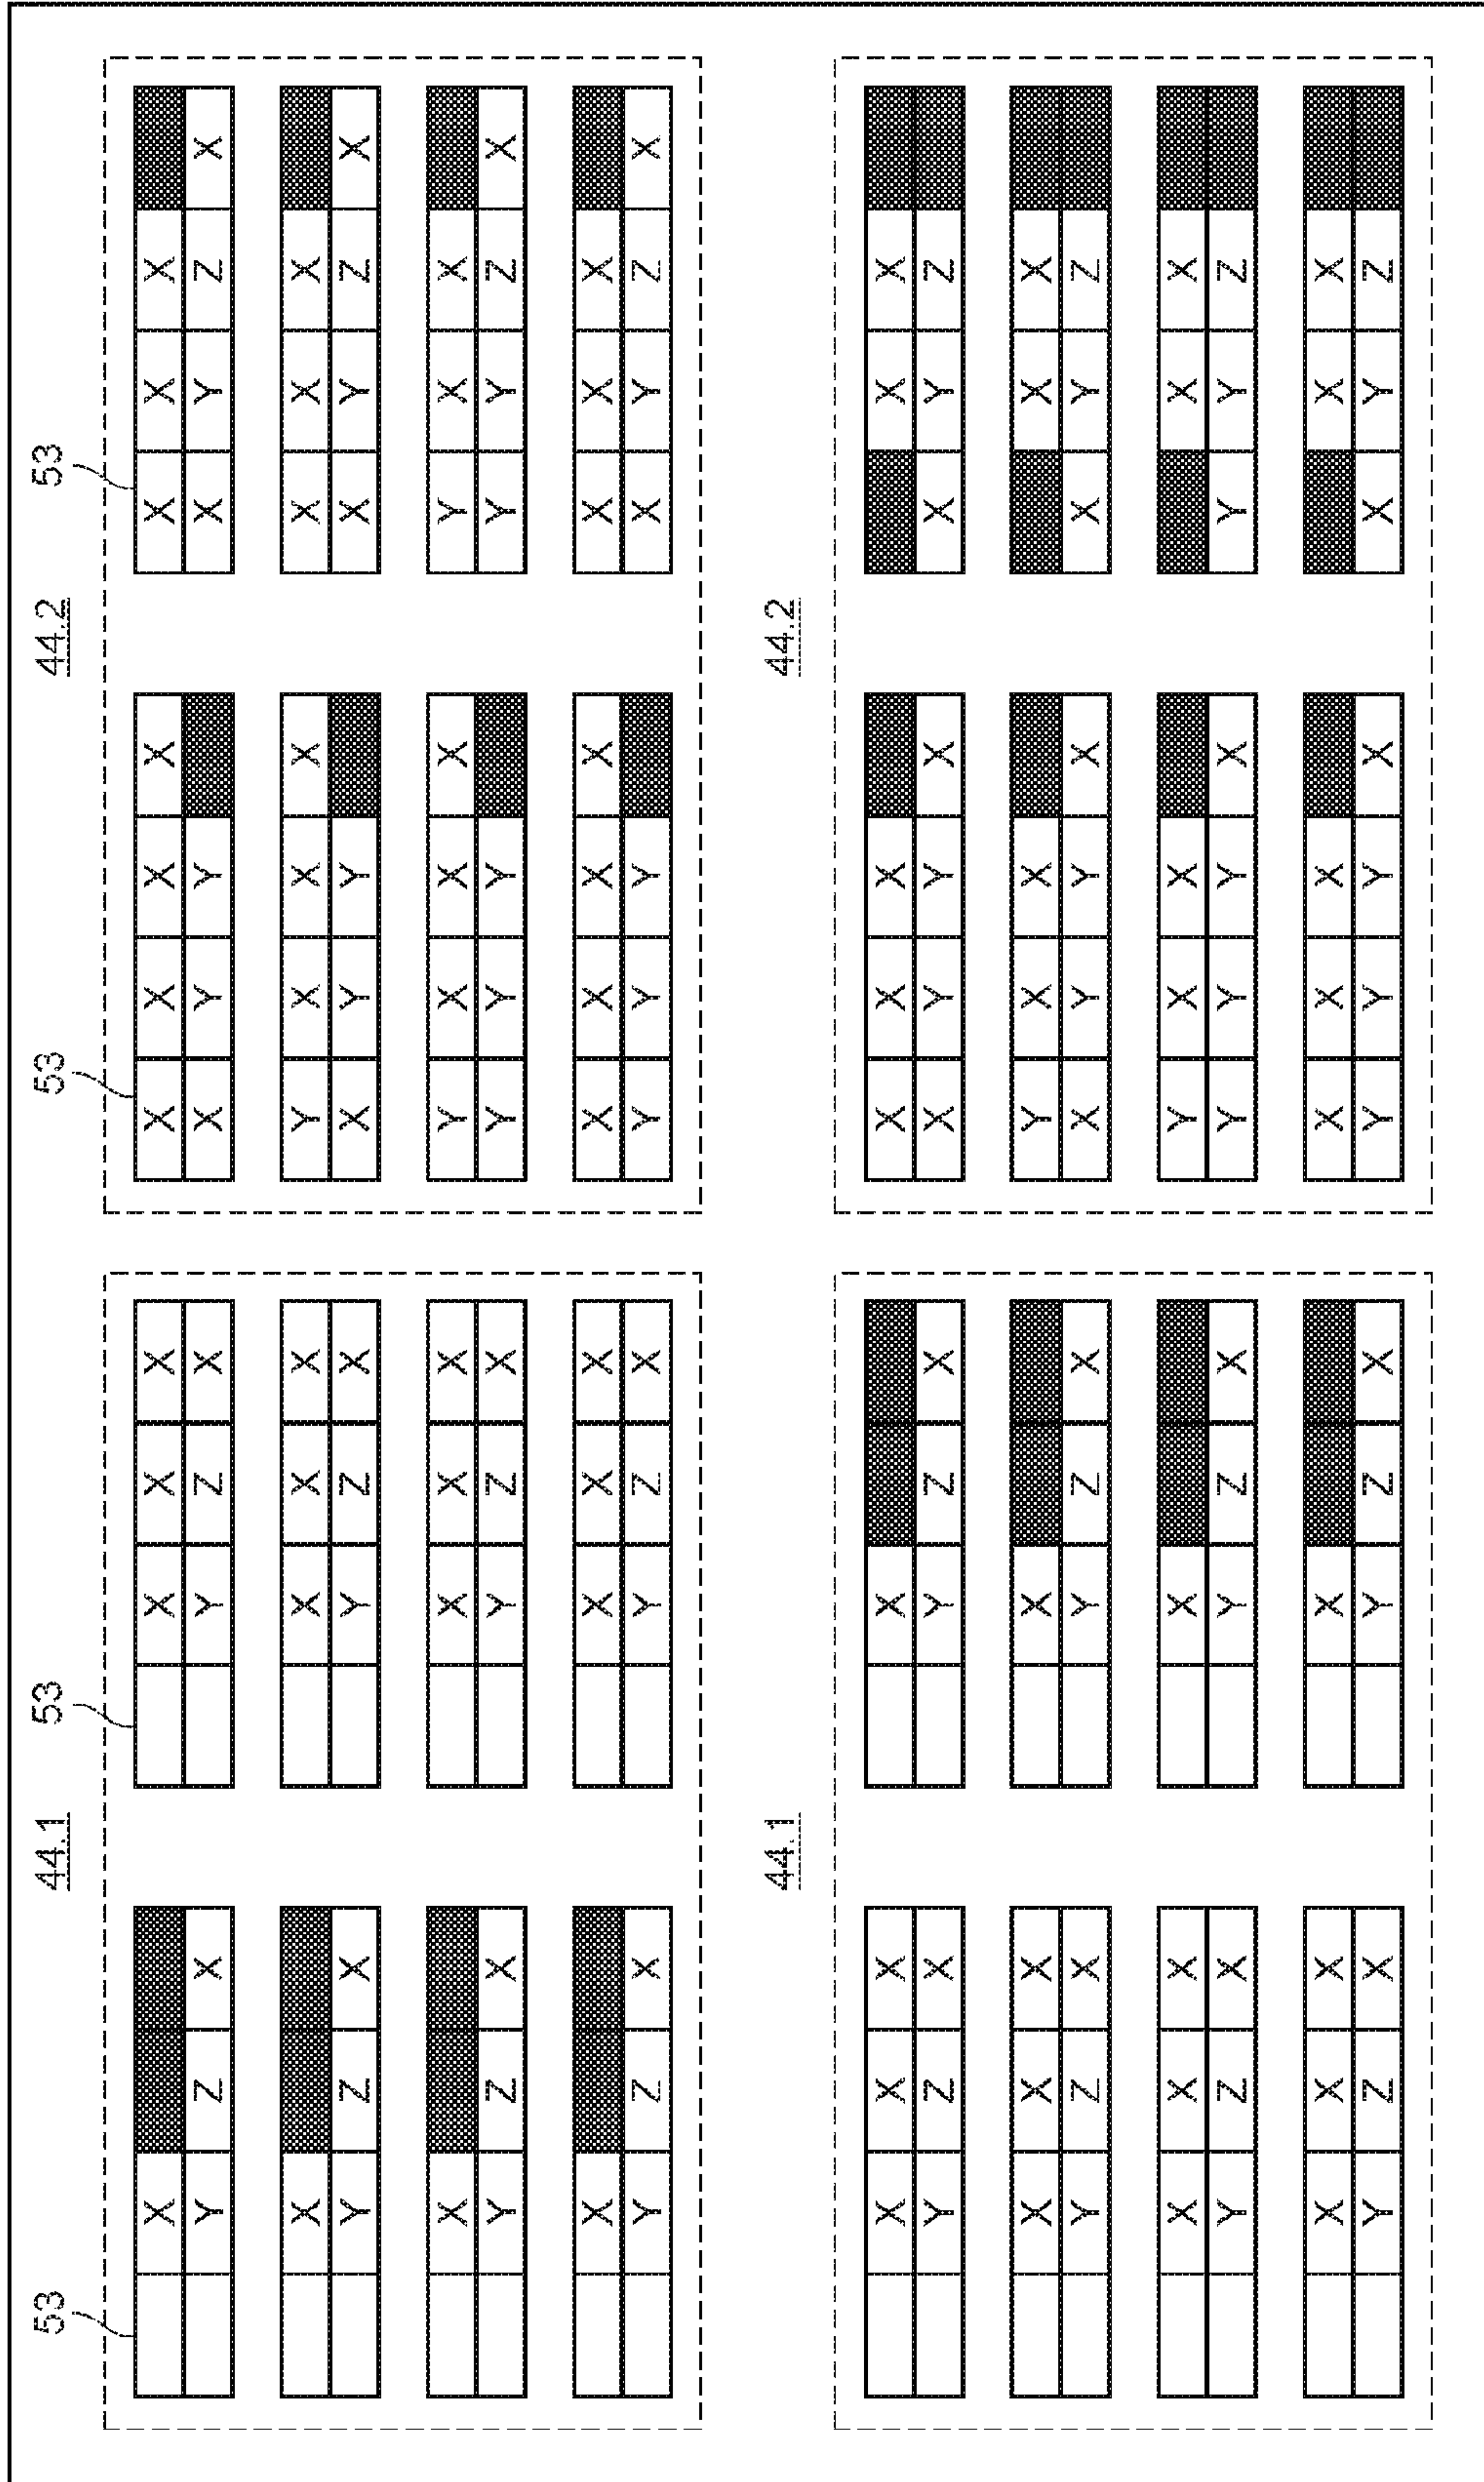 53 44.1 53 53 44.2 53
X X X X X X X X X X X
Y Z X Y Z X X Y Y X Y Z X
X X X X Y X X X X X X
Y Z X Y Z X X Y Y X Y Z X
X X X X Y X X X Y X X
Y Z X Y Z X Y Y Y Y Y Z X
X X X X X X X X X X X
Y Z X Y Z X Y Y Y X Y Z X
44.1 44.2
X X X X X X X X X
Y Z X Y Z X X Y Y X X Y Z
X X X X Y X X X X
Y Z X Y Z X X Y Y X X Y Z
X X X X Y X X X X
Y Z X Y Z X Y Y Y X Y Y Z
X X X X X X X X X
Y Z X Y Z X Y Y Y X X Y Z